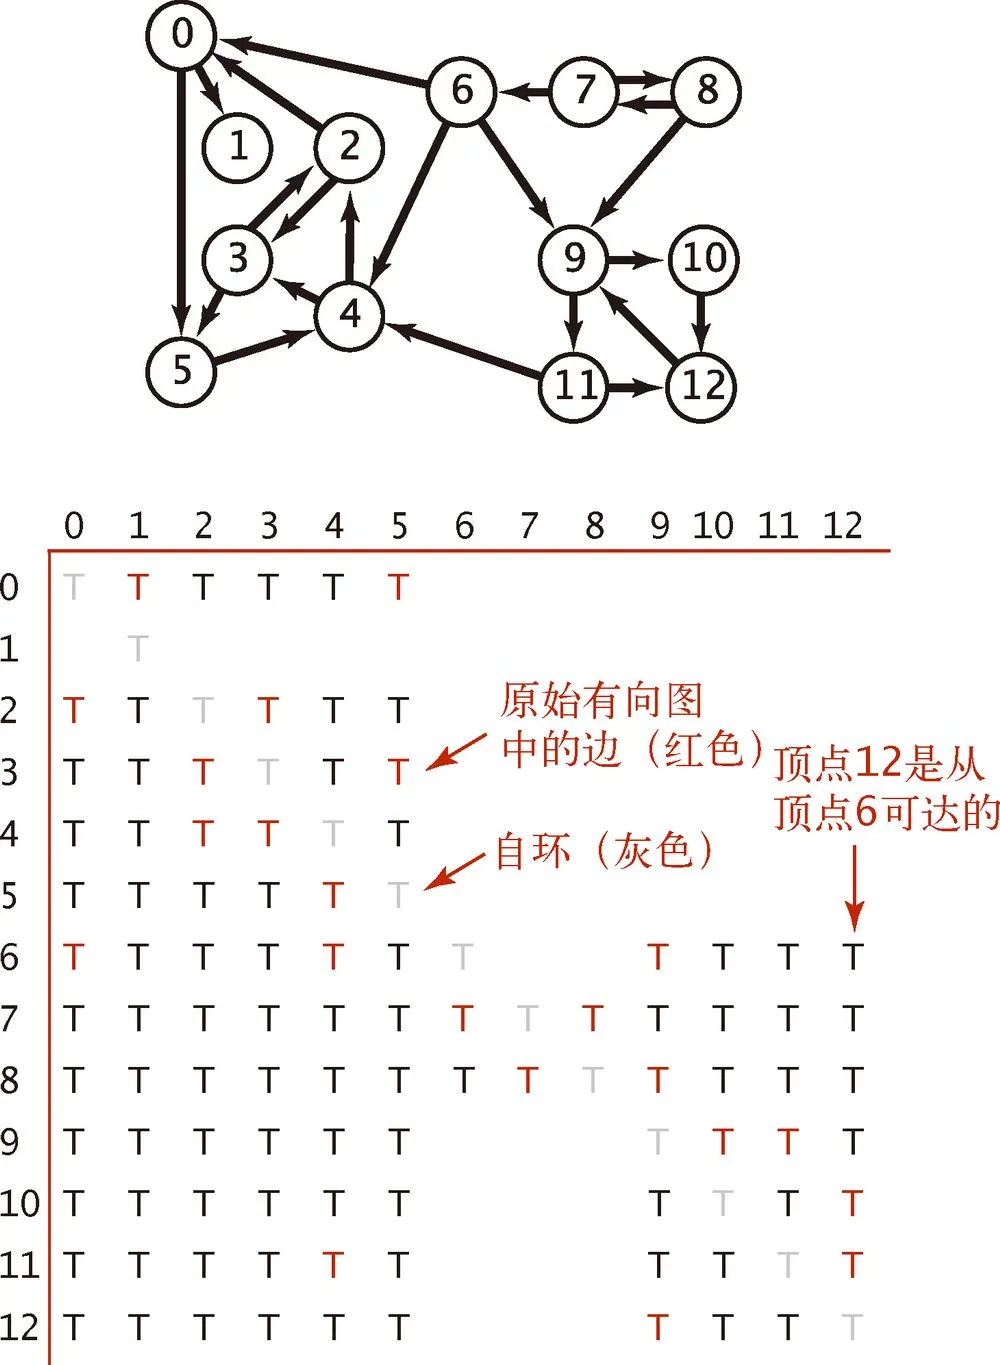 0
6
7
8
1
2
3
9
10
4
5
11
12
0 1 2 3 4 5 6 7 8 9 10 11 12
0 T T T T T T
1 T
2 T T T T T T
原始有向图
中的边（红色）
3 T T T T T T
顶点12是从
顶点6可达的
4 T T T T T T
自环（灰色）
5 T T T T T T
6 T T T T T T T T T T T
7 T T T T T T T T T T T T T
8 T T T T T T T T T T T T T
9 T T T T T T T T T T
10 T T T T T T T T T T
11 T T T T T T T T T T
12 T T T T T T T T T T